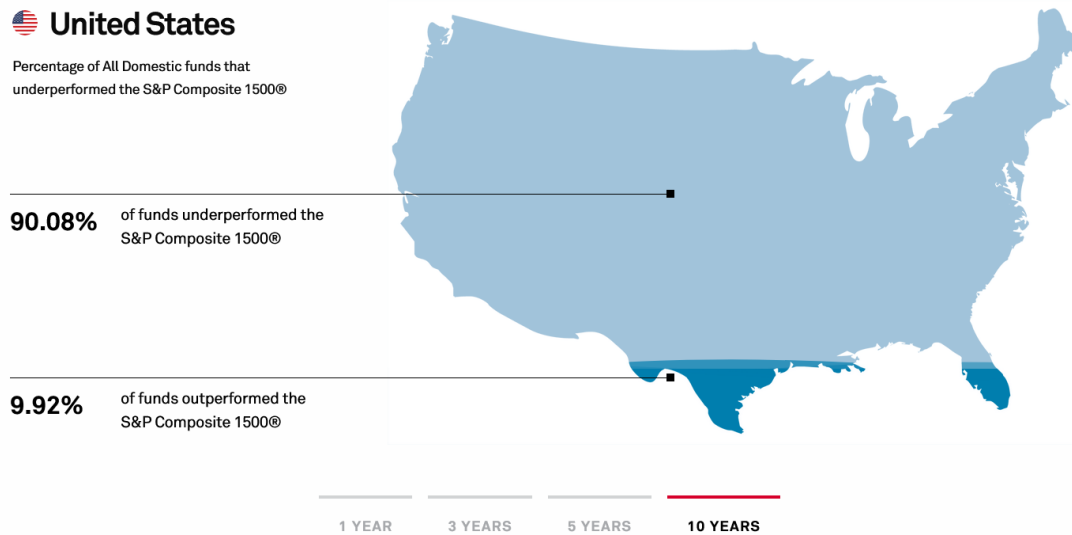 United States
Percentage of All Domestic funds that
underperformed the S&P Composite 1500®
90.08%
of funds underperformed the
S&P Composite 1500®
9.92%
of funds outperformed the
S&P Composite 1500®
1 YEAR
3 YEARS
5 YEARS
10 YEARS